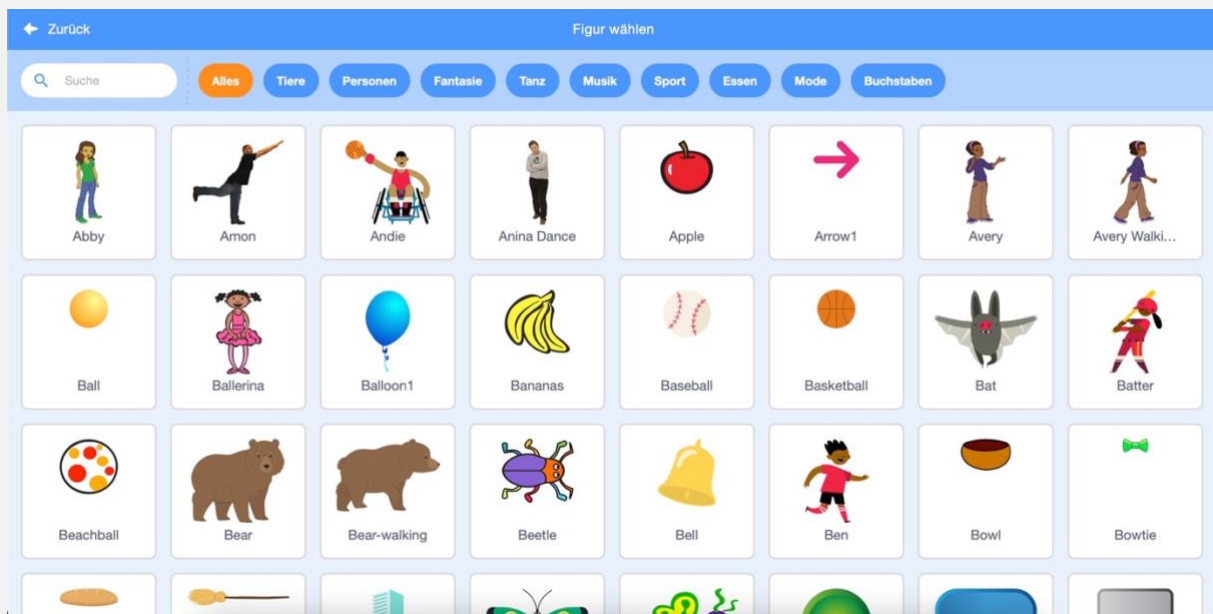 Zurück
Figur wählen
Suche
Alles Tiere Personen Fantasie Tanz Musik Sport Essen Mode Buchstaben
Abby Amon Andie Anina Dance Apple Arrow1 Avery Avery Walki...
Ball Ballerina Balloon1 Bananas Baseball Basketball Bat Batter
Beachball Bear Bear-walking Beetle Bell Ben Bowl Bowtie